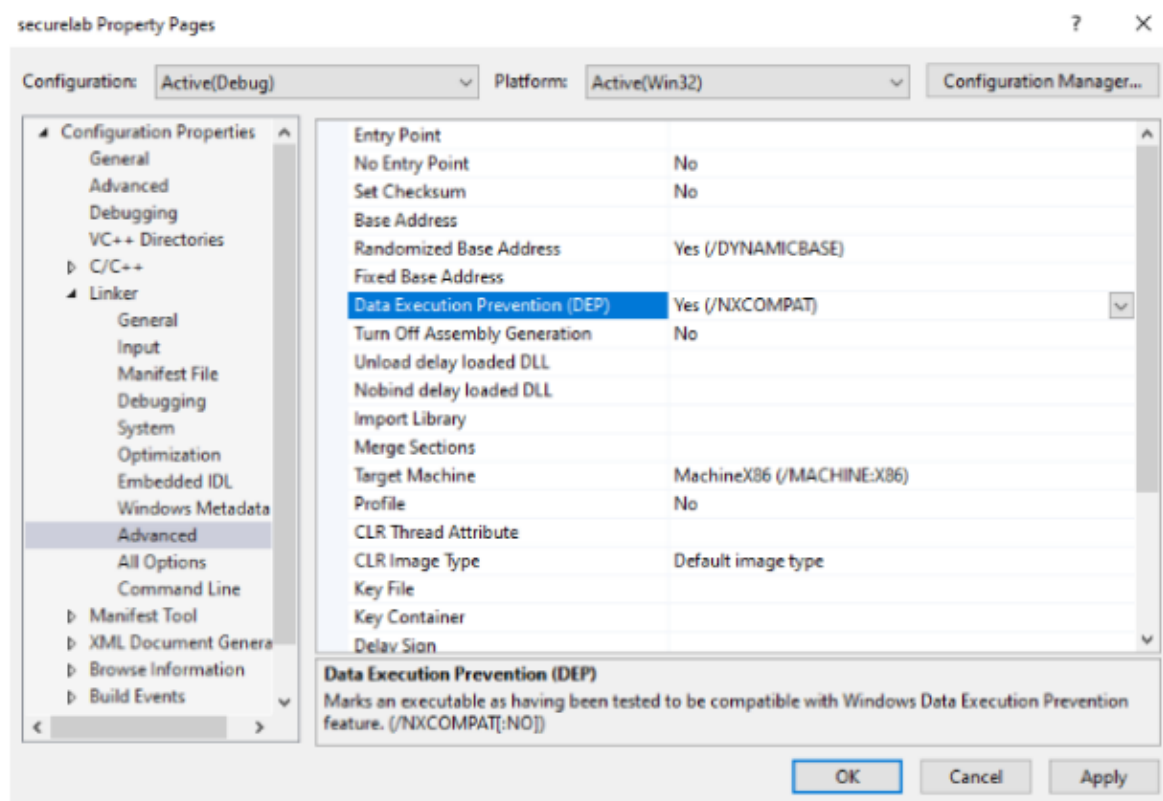 securelab Property Pages
Configuration: Active(Debug) Platform: Active(Win32) Configuration Manager...
Configuration Properties
General
Advanced
Debugging
VC++ Directories
C/C++
Linker
General
Input
Manifest File
Debugging
System
Optimization
Embedded IDL
Windows Metadata
Advanced
All Options
Command Line
Manifest Tool
XML Document Genera
Browse Information
Build Events
Entry Point
No Entry Point No
Set Checksum No
Base Address
Randomized Base Address Yes (/DYNAMICBASE)
Fixed Base Address
Data Execution Prevention (DEP) Yes (/NXCOMPAT)
Turn Off Assembly Generation No
Unload delay loaded DLL
Nobind delay loaded DLL
Import Library
Merge Sections
Target Machine MachineX86 (/MACHINE:X86)
Profile No
CLR Thread Attribute
CLR Image Type Default image type
Key File
Key Container
Delay Sign
Data Execution Prevention (DEP)
Marks an executable as having been tested to be compatible with Windows Data Execution Prevention
feature. (/NXCOMPAT[:NO])
OK Cancel Apply